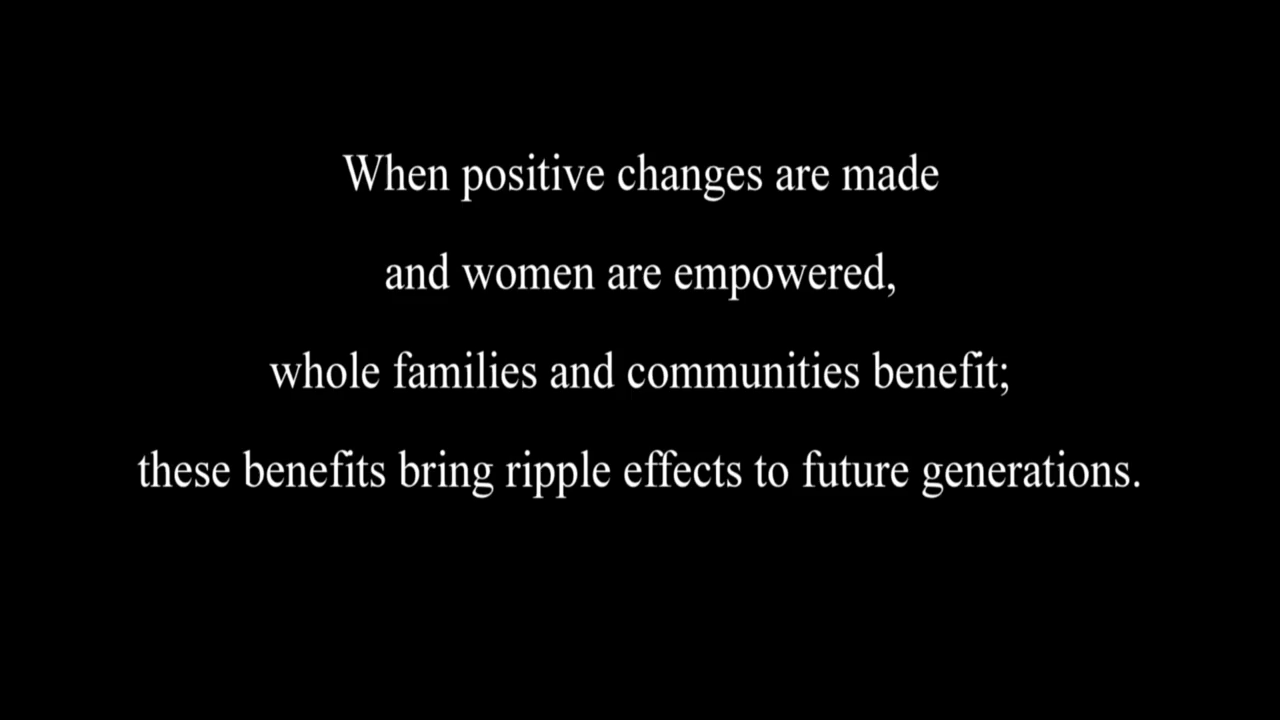 When positive changes are made
and women are empowered,
whole families and communities benefit;
these benefits bring ripple effects to future generations.